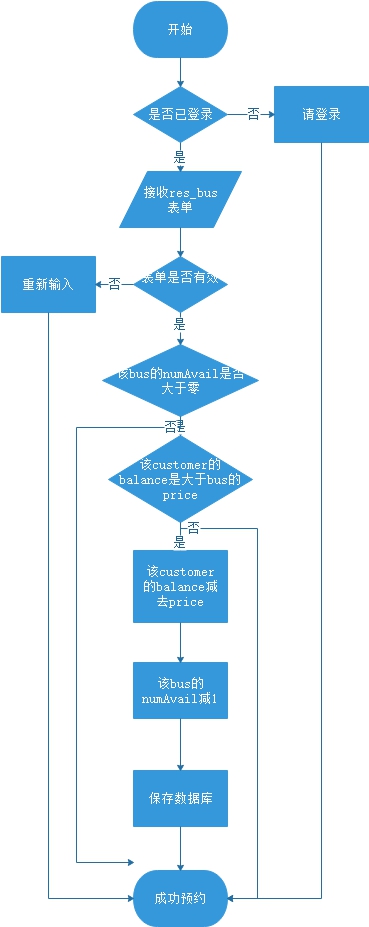 开始
是否已登录
否
请登录
是
接收res_bus
表单
表单是否有效
否
重新输入
是
该bus的numAvail是否
大于零
否
是
该customer的
balance是大于bus的
price
否
是
该customer
的balance减
去price
该bus的
numAvail减1
保存数据库
成功预约